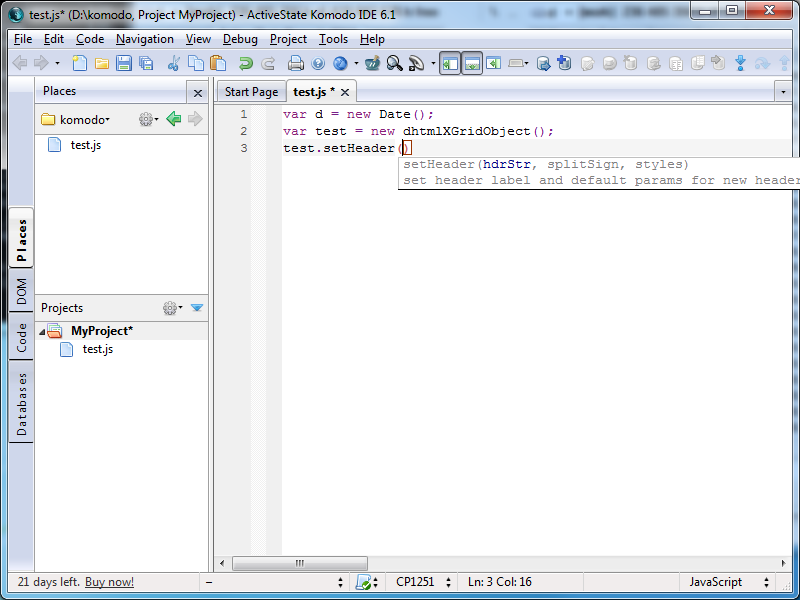 test.js* (D:\komodo, Project MyProject) - ActiveState Komodo IDE 6.1
File Edit Code Navigation View Debug Project Tools Help
Places
Start Page test.js *
komodo
test.js
1 var d = new Date();
2 var test = new dhtmlXGridObject();
3 test.setHeader()
setHeader(hdrStr, splitSign, styles)
set header label and default params for new header
Places
DOM
Code
Databases
Projects
MyProject*
test.js
21 days left. Buy now!
CP1251
Ln: 3 Col: 16
JavaScript